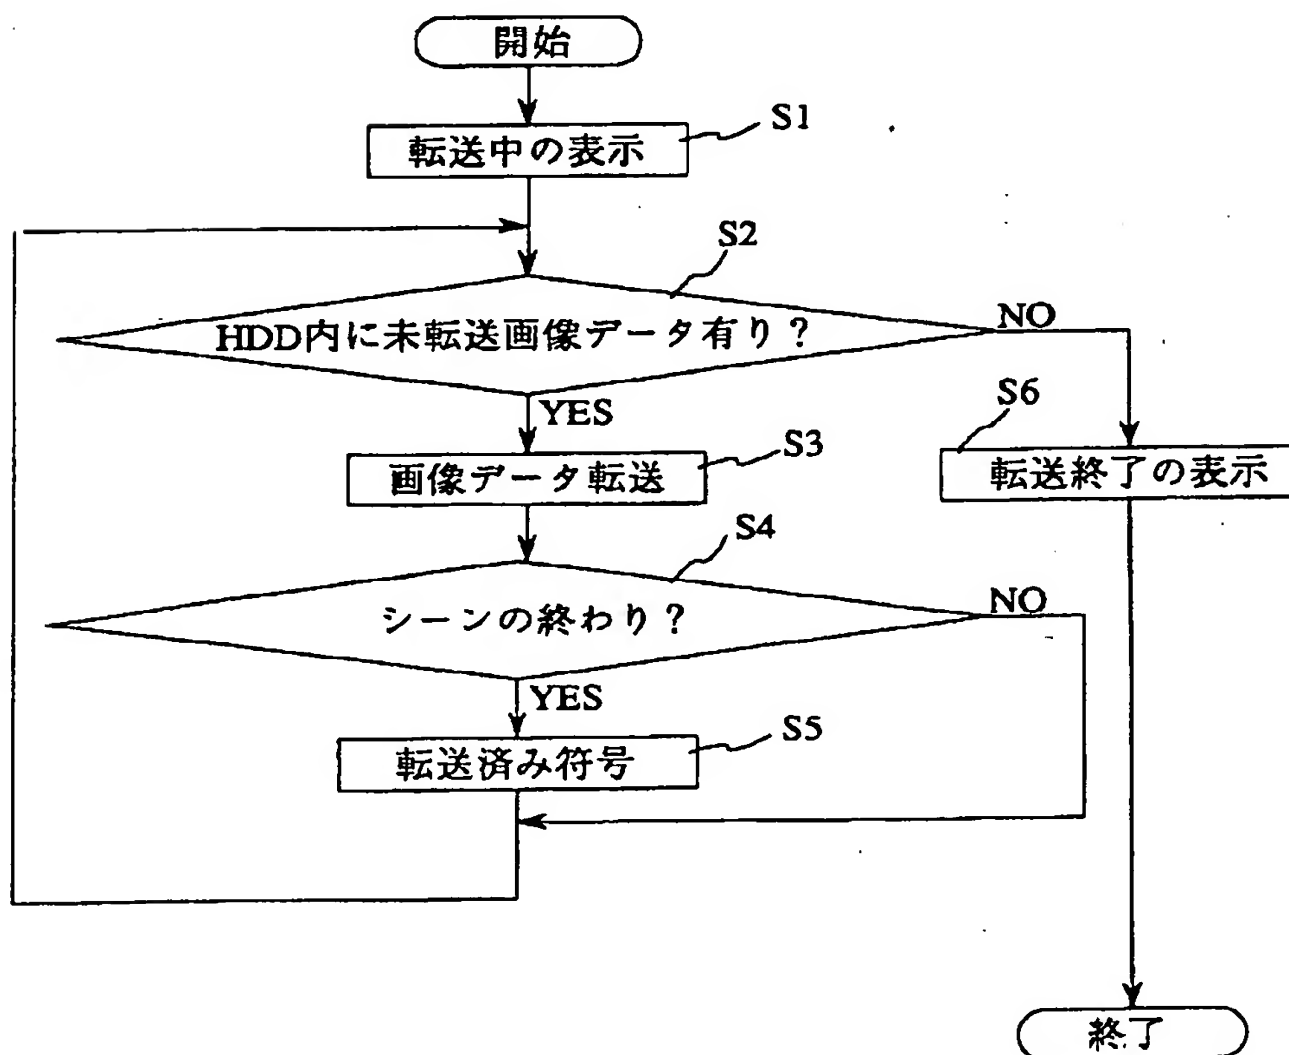 開始
転送中の表示
S1
S2
HDD内に未転送画像データ有り?
NO
YES
S6
転送終了の表示
画像データ転送
S3
S4
シーンの終わり?
NO
YES
転送済み符号
S5
終了